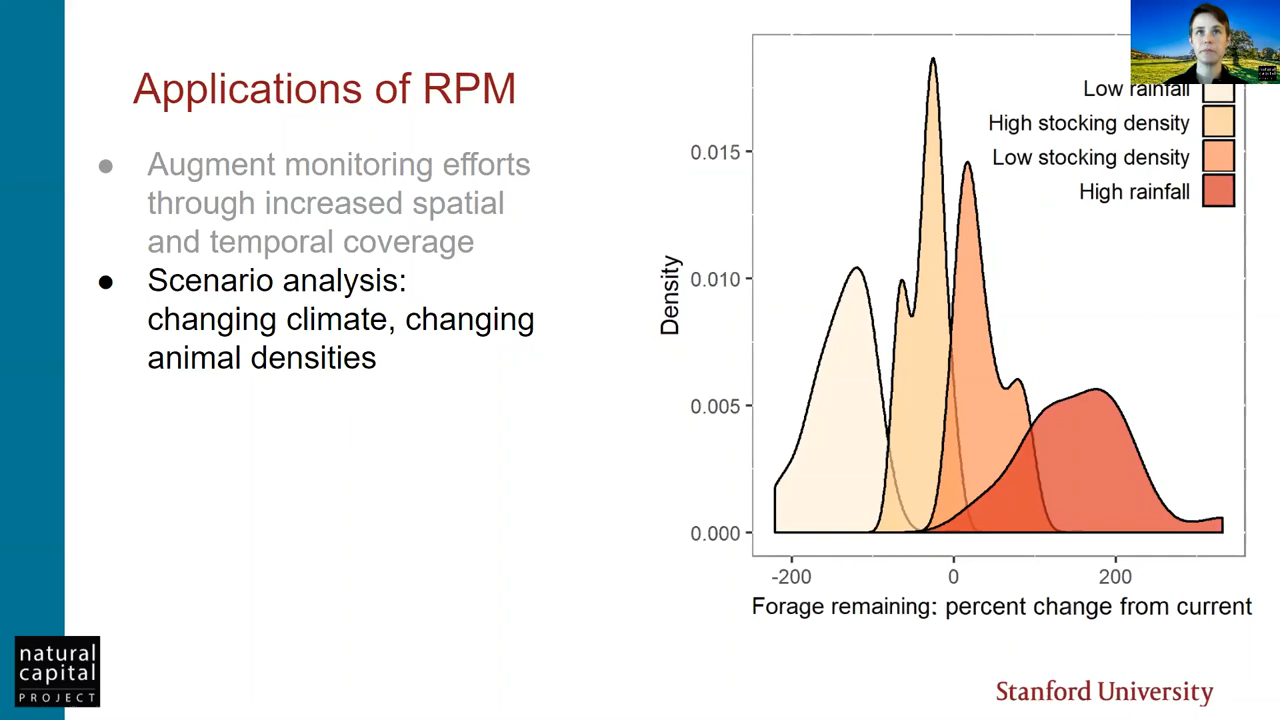 Applications of RPM
● Augment monitoring efforts
through increased spatial
and temporal coverage
● Scenario analysis:
changing climate, changing
animal densities
Low rainfall
High stocking density
Low stocking density
High rainfall
Density
0.015
0.010
0.005
0.000
-200 0 200
Forage remaining: percent change from current
natural
capital
PROJECT
Stanford University